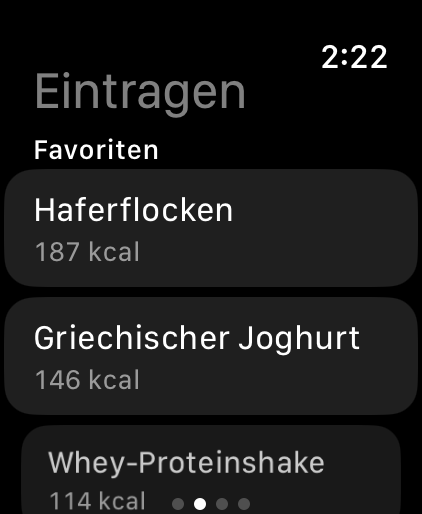 2:22
Eintragen
Favoriten
Haferflocken
187 kcal
Griechischer Joghurt
146 kcal
Whey-Proteinshake
114 kcal